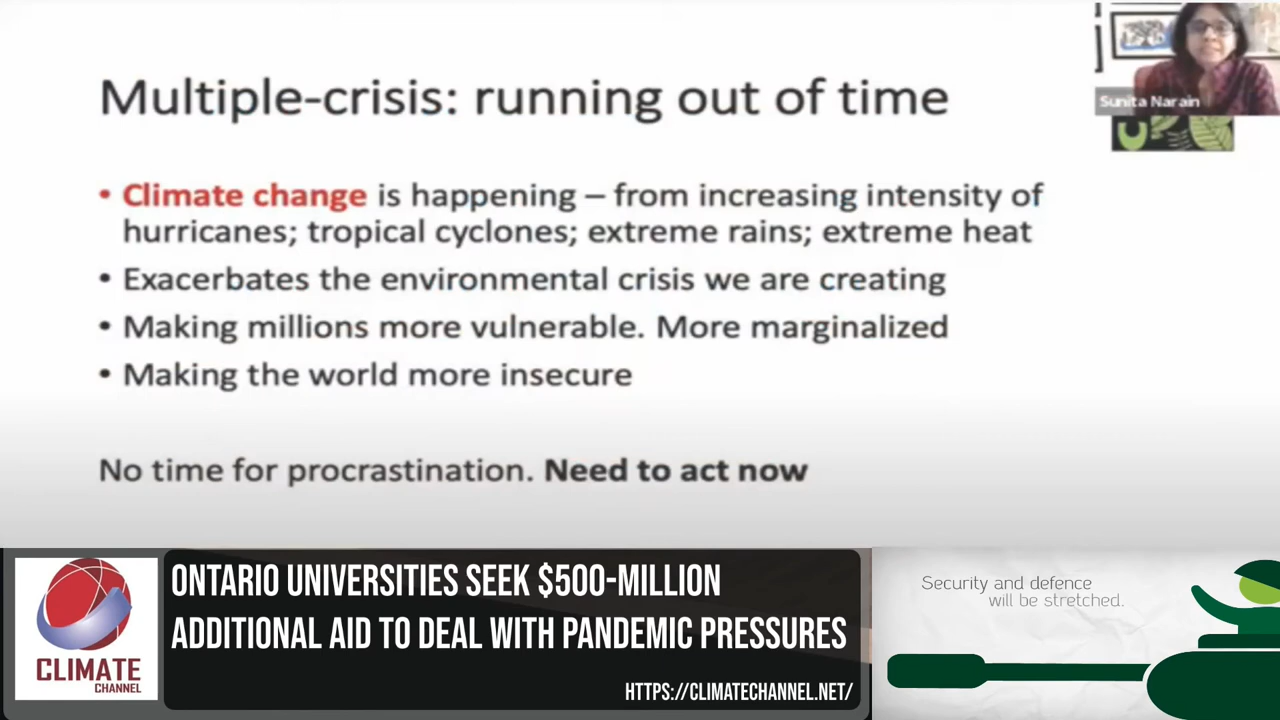 Multiple-crisis: running out of time
Sunita Narain
• Climate change is happening – from increasing intensity of
hurricanes; tropical cyclones; extreme rains; extreme heat
• Exacerbates the environmental crisis we are creating
• Making millions more vulnerable. More marginalized
• Making the world more insecure
No time for procrastination. Need to act now
CLIMATE
CHANNEL
ONTARIO UNIVERSITIES SEEK $500-MILLION
ADDITIONAL AID TO DEAL WITH PANDEMIC PRESSURES
HTTPS://CLIMATECHANNEL.NET/
Security and defence
will be stretched.